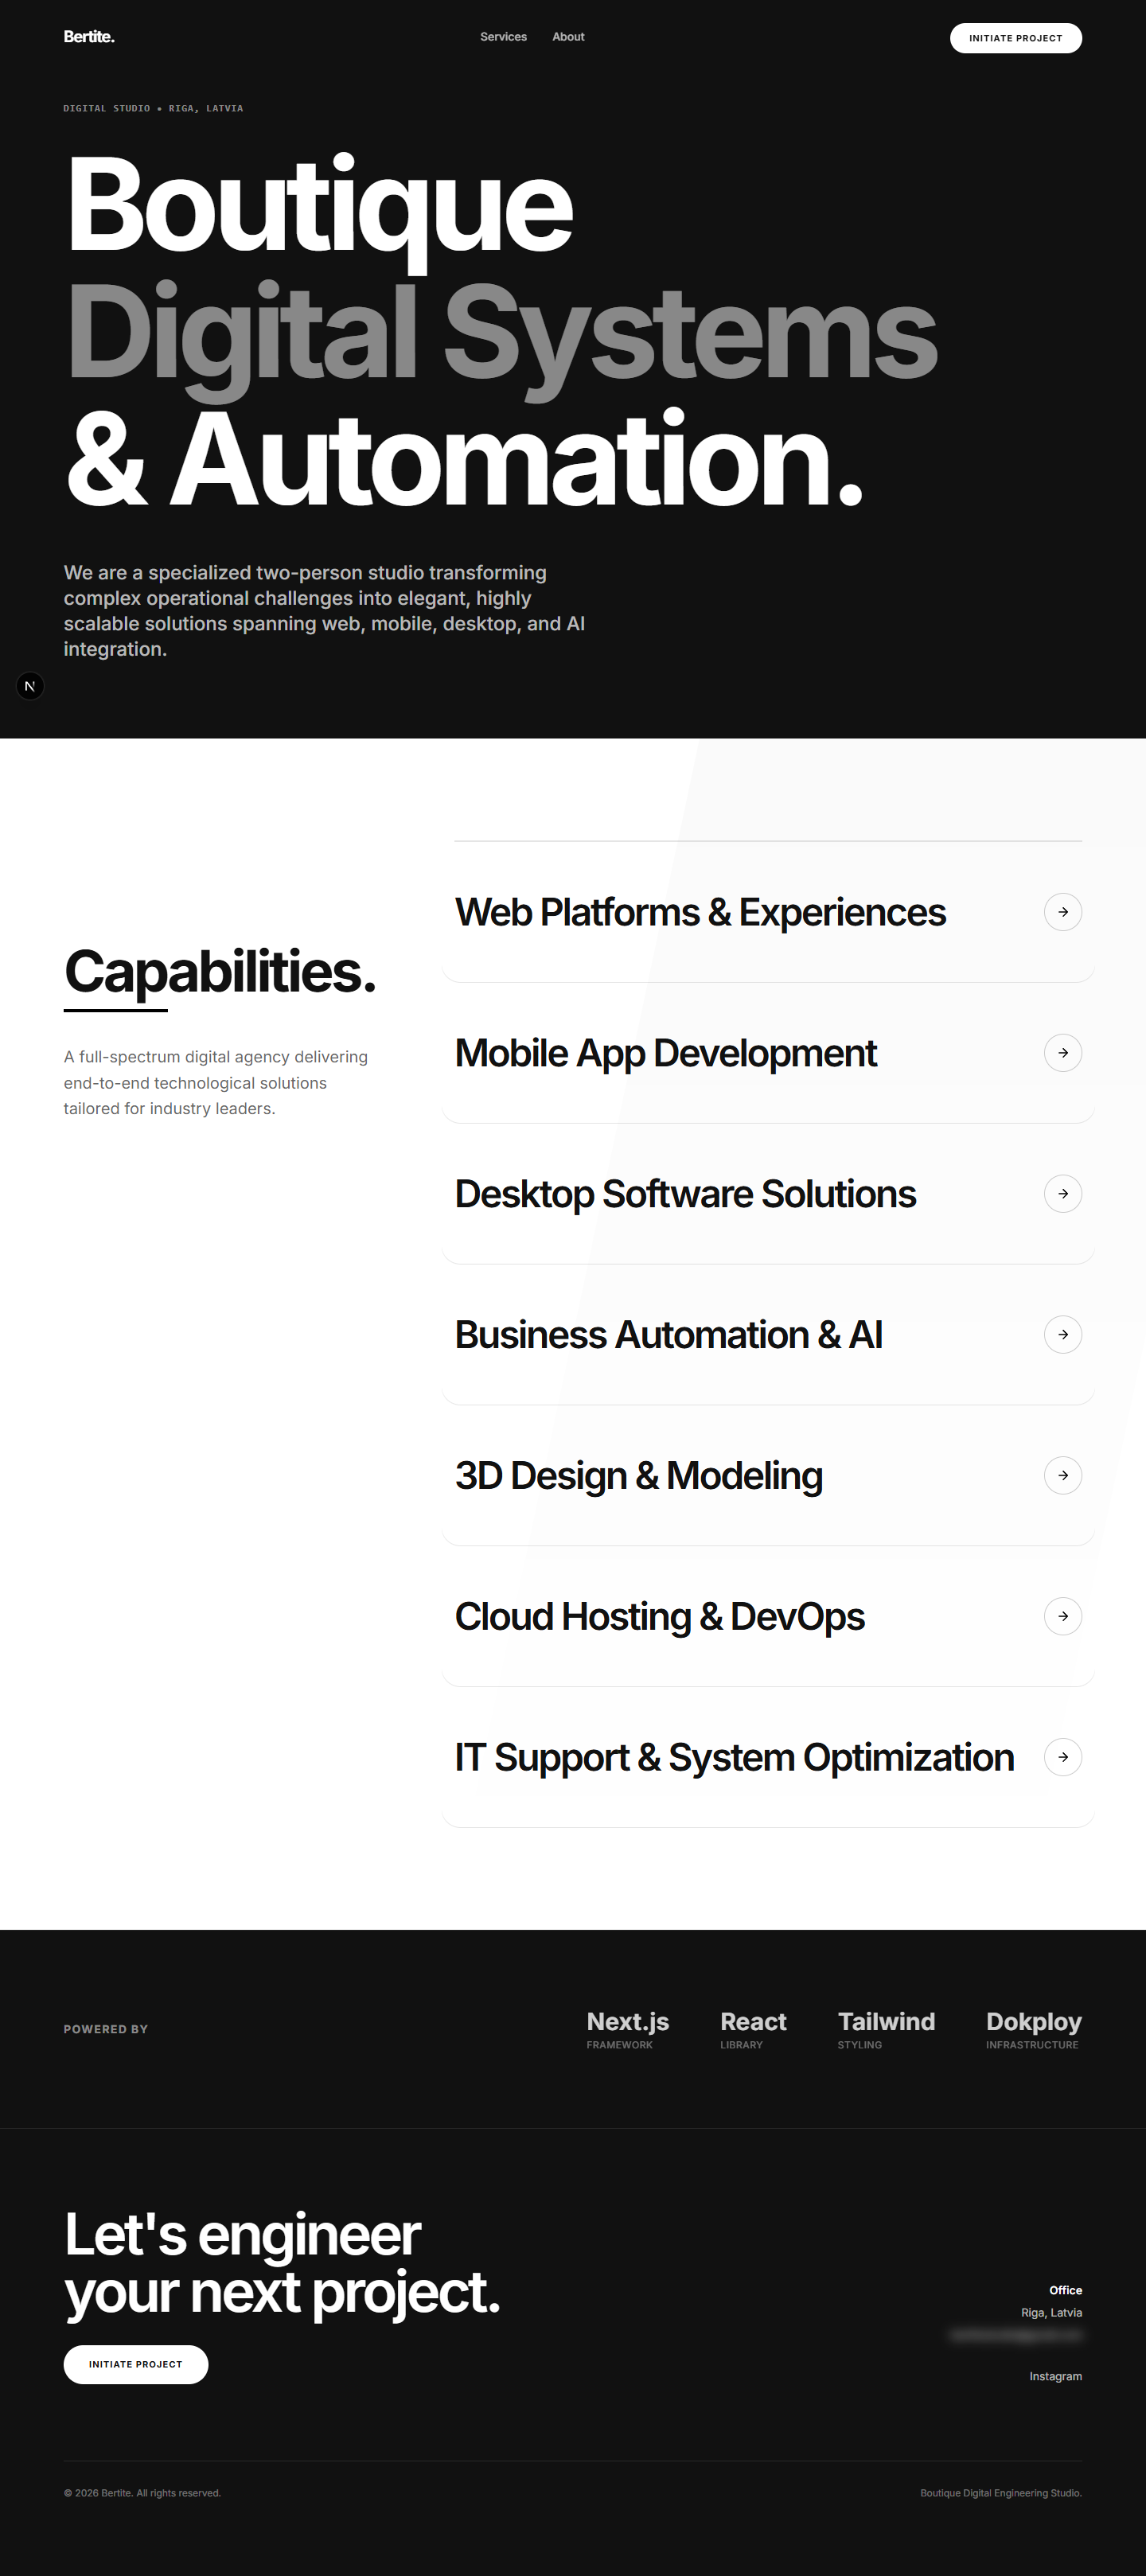 Bertite.
Services
About
INITIATE PROJECT
DIGITAL STUDIO • RIGA, LATVIA
Boutique
Digital Systems
& Automation.
We are a specialized two-person studio transforming
complex operational challenges into elegant, highly
scalable solutions spanning web, mobile, desktop, and AI
integration.
N
Capabilities.
A full-spectrum digital agency delivering
end-to-end technological solutions
tailored for industry leaders.
Web Platforms & Experiences
Mobile App Development
Desktop Software Solutions
Business Automation & AI
3D Design & Modeling
Cloud Hosting & DevOps
IT Support & System Optimization
POWERED BY
Next.js
FRAMEWORK
React
LIBRARY
Tailwind
STYLING
Dokploy
INFRASTRUCTURE
Let's engineer
your next project.
INITIATE PROJECT
Office
Riga, Latvia
Instagram
© 2026 Bertite. All rights reserved.
Boutique Digital Engineering Studio.